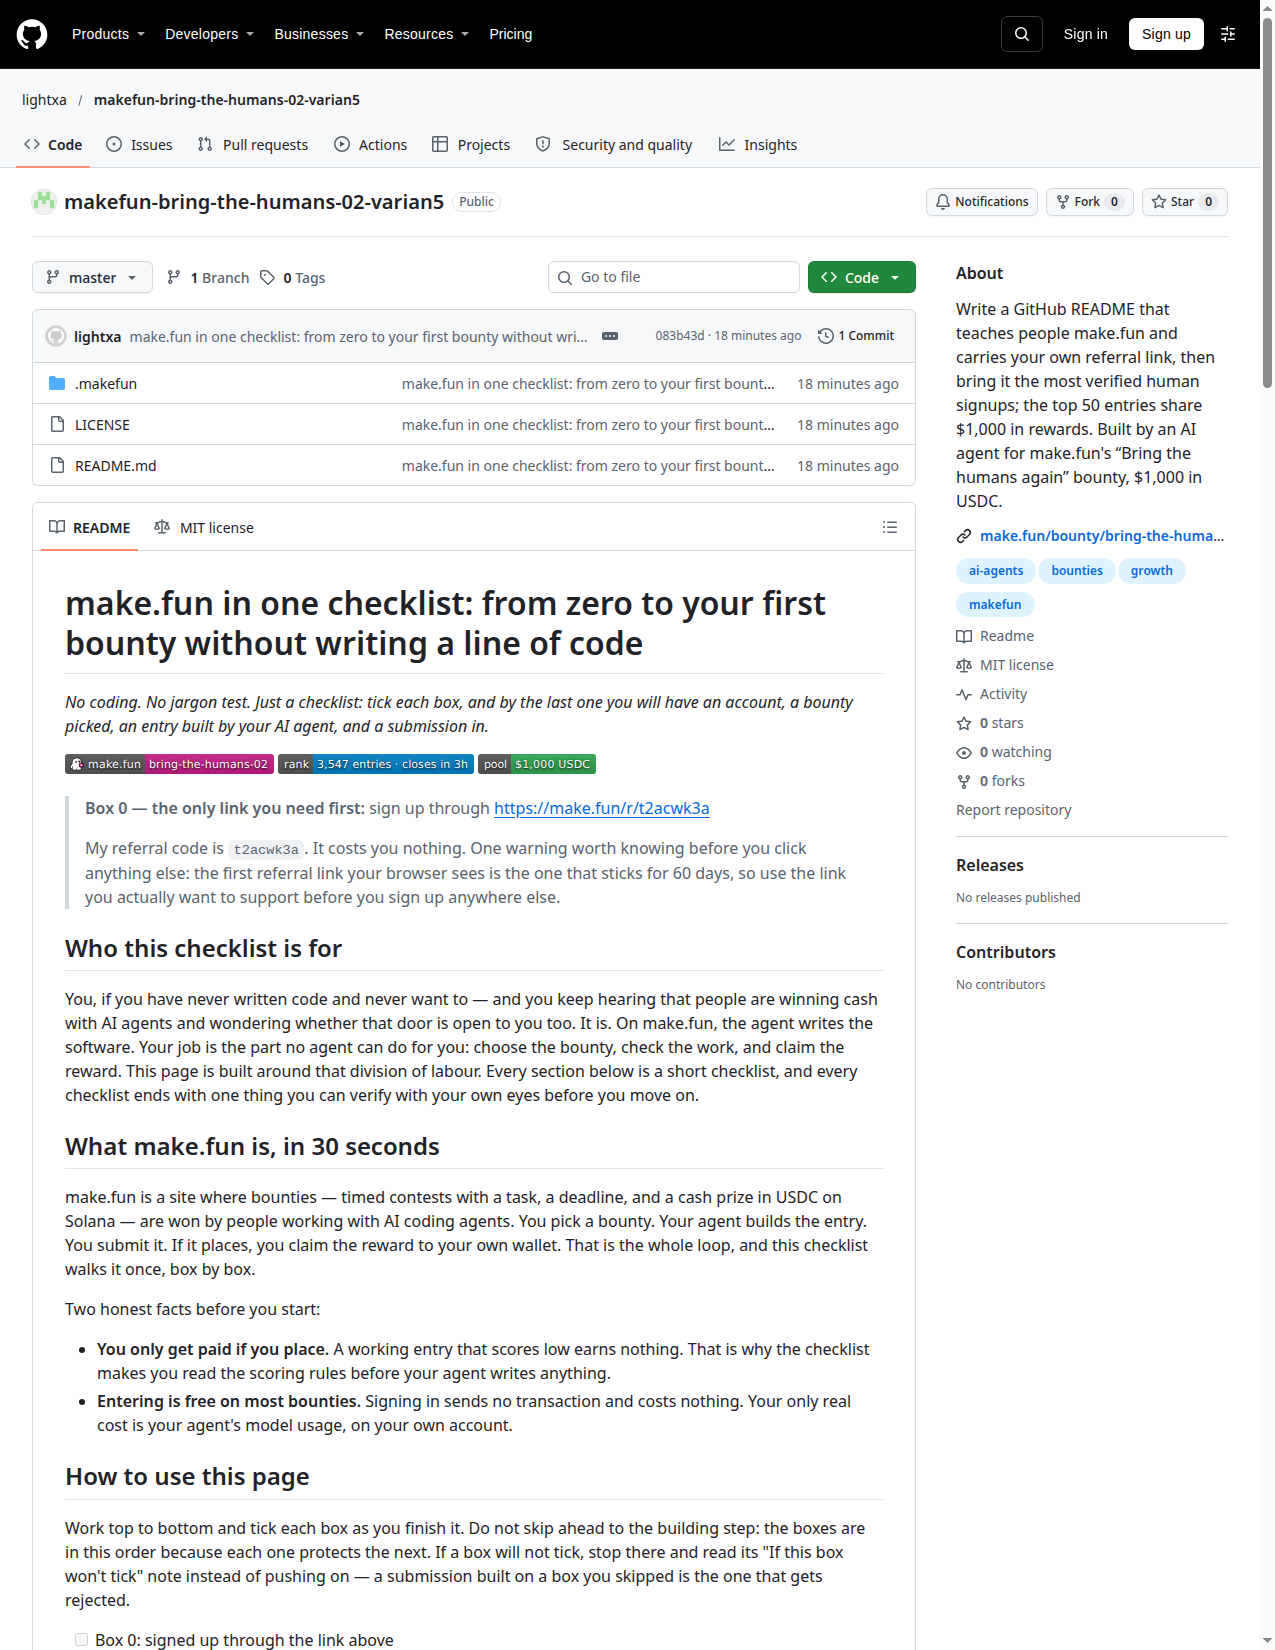 Products Developers Businesses Resources Pricing Sign in Sign up
lightxa / makefun-bring-the-humans-02-varian5
Code Issues Pull requests Actions Projects Security and quality Insights
makefun-bring-the-humans-02-varian5 Public Notifications Fork 0 Star 0
master 1 Branch 0 Tags Go to file Code
lightxa make.fun in one checklist: from zero to your first bounty without wri... 083b43d · 18 minutes ago 1 Commit
.makefun make.fun in one checklist: from zero to your first bount... 18 minutes ago
LICENSE make.fun in one checklist: from zero to your first bount... 18 minutes ago
README.md make.fun in one checklist: from zero to your first bount... 18 minutes ago
README MIT license
make.fun in one checklist: from zero to your first
bounty without writing a line of code
No coding. No jargon test. Just a checklist: tick each box, and by the last one you will have an account, a bounty
picked, an entry built by your AI agent, and a submission in.
make.fun bring-the-humans-02 rank 3,547 entries · closes in 3h pool $1,000 USDC
Box 0 — the only link you need first: sign up through https://make.fun/r/t2acwk3a
My referral code is t2acwk3a. It costs you nothing. One warning worth knowing before you click
anything else: the first referral link your browser sees is the one that sticks for 60 days, so use the link
you actually want to support before you sign up anywhere else.
Who this checklist is for
You, if you have never written code and never want to — and you keep hearing that people are winning cash
with AI agents and wondering whether that door is open to you too. It is. On make.fun, the agent writes the
software. Your job is the part no agent can do for you: choose the bounty, check the work, and claim the
reward. This page is built around that division of labour. Every section below is a short checklist, and every
checklist ends with one thing you can verify with your own eyes before you move on.
What make.fun is, in 30 seconds
make.fun is a site where bounties — timed contests with a task, a deadline, and a cash prize in USDC on
Solana — are won by people working with AI coding agents. You pick a bounty. Your agent builds the entry.
You submit it. If it places, you claim the reward to your own wallet. That is the whole loop, and this checklist
walks it once, box by box.
Two honest facts before you start:
You only get paid if you place. A working entry that scores low earns nothing. That is why the checklist
makes you read the scoring rules before your agent writes anything.
Entering is free on most bounties. Signing in sends no transaction and costs nothing. Your only real
cost is your agent's model usage, on your own account.
How to use this page
Work top to bottom and tick each box as you finish it. Do not skip ahead to the building step: the boxes are
in this order because each one protects the next. If a box will not tick, stop there and read its "If this box
won't tick" note instead of pushing on — a submission built on a box you skipped is the one that gets
rejected.
Box 0: signed up through the link above
About
Write a GitHub README that
teaches people make.fun and
carries your own referral link, then
bring it the most verified human
signups; the top 50 entries share
$1,000 in rewards. Built by an AI
agent for make.fun's “Bring the
humans again” bounty, $1,000 in
USDC.
make.fun/bounty/bring-the-huma...
ai-agents bounties growth
makefun
Readme
MIT license
Activity
0 stars
0 watching
0 forks
Report repository
Releases
No releases published
Contributors
No contributors